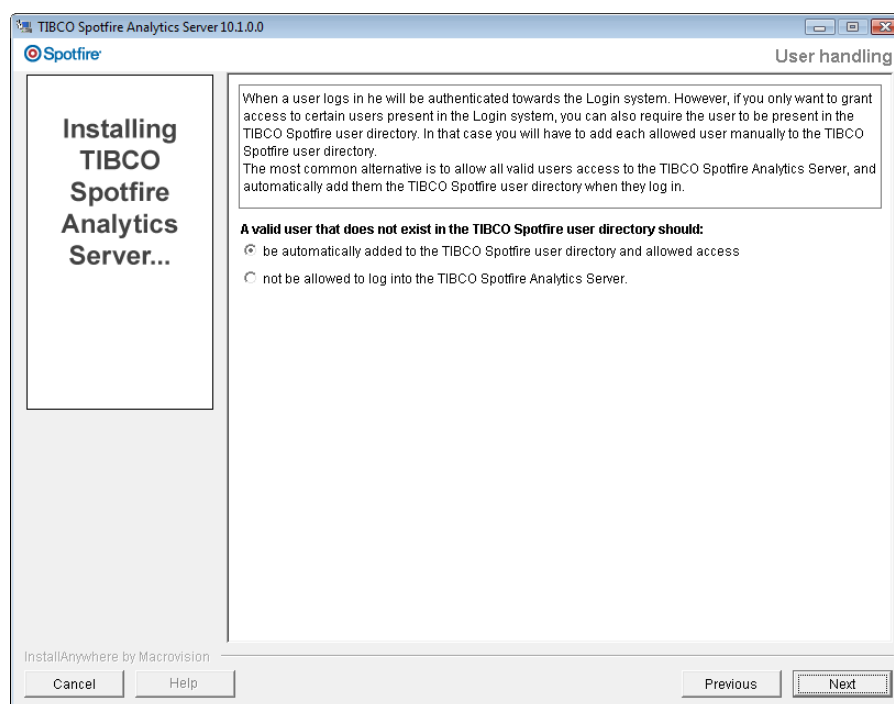 TIBCO Spotfire Analytics Server 10.1.0.0
Spotfire
User handling
Installing
TIBCO
Spotfire
Analytics
Server...
When a user logs in he will be authenticated towards the Login system. However, if you only want to grant
access to certain users present in the Login system, you can also require the user to be present in the
TIBCO Spotfire user directory. In that case you will have to add each allowed user manually to the TIBCO
Spotfire user directory.
The most common alternative is to allow all valid users access to the TIBCO Spotfire Analytics Server, and
automatically add them the TIBCO Spotfire user directory when they log in.
A valid user that does not exist in the TIBCO Spotfire user directory should:
be automatically added to the TIBCO Spotfire user directory and allowed access
not be allowed to log into the TIBCO Spotfire Analytics Server.
InstallAnywhere by Macrovision
Cancel Help Previous Next